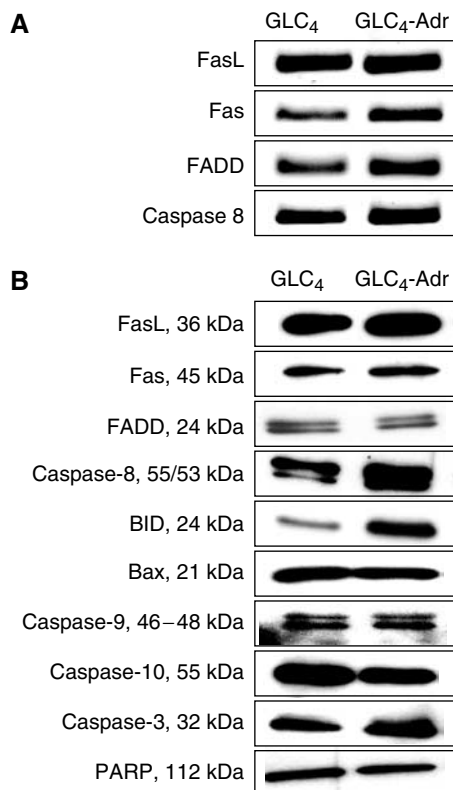 A
GLC₄ GLC₄-Adr
FasL
Fas
FADD
Caspase 8
B
GLC₄ GLC₄-Adr
FasL, 36 kDa
Fas, 45 kDa
FADD, 24 kDa
Caspase-8, 55/53 kDa
BID, 24 kDa
Bax, 21 kDa
Caspase-9, 46–48 kDa
Caspase-10, 55 kDa
Caspase-3, 32 kDa
PARP, 112 kDa